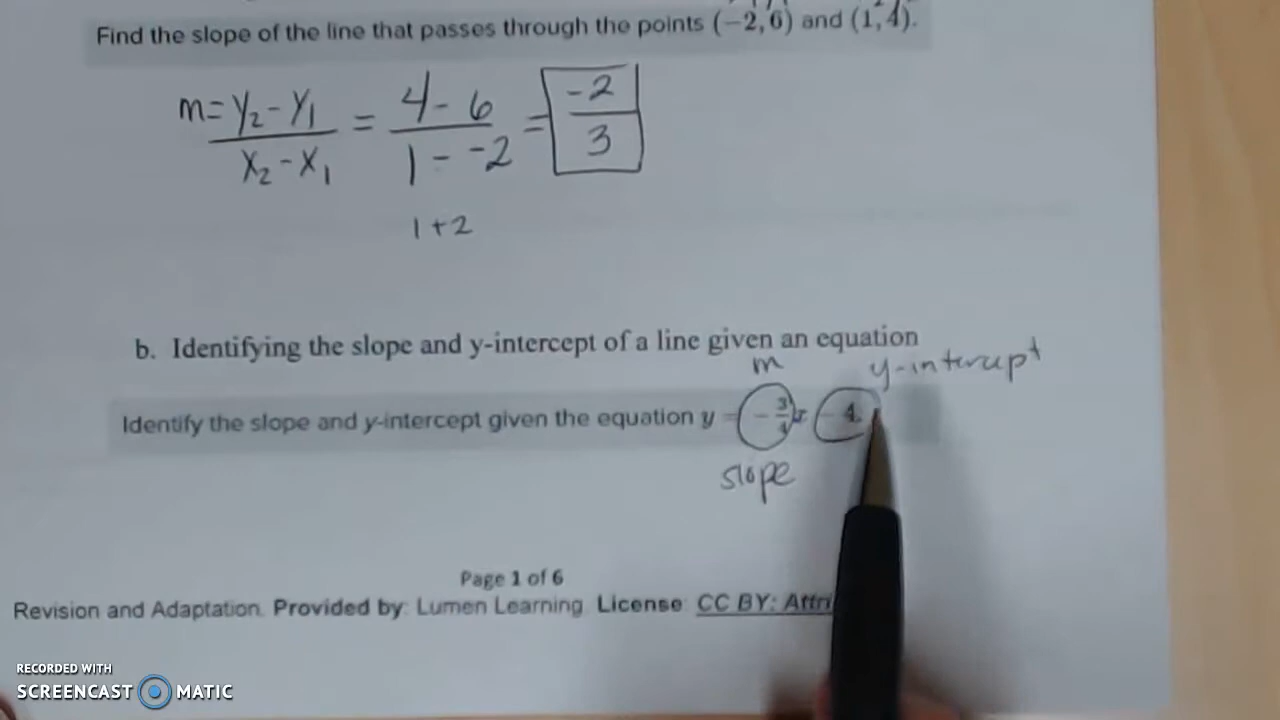 Find the slope of the line that passes through the points (−2, 6) and (1, 4).
m = y₂ - y₁ / x₂ - x₁ = 4 - 6 / 1 - -2 = -2 / 3
1 + 2
b. Identifying the slope and y-intercept of a line given an equation
m y-intercept
Identify the slope and y-intercept given the equation y = −3/4 x − 4.
slope
Page 1 of 6
Revision and Adaptation. Provided by: Lumen Learning. License: CC BY: Attri
RECORDED WITH
SCREENCAST MATIC